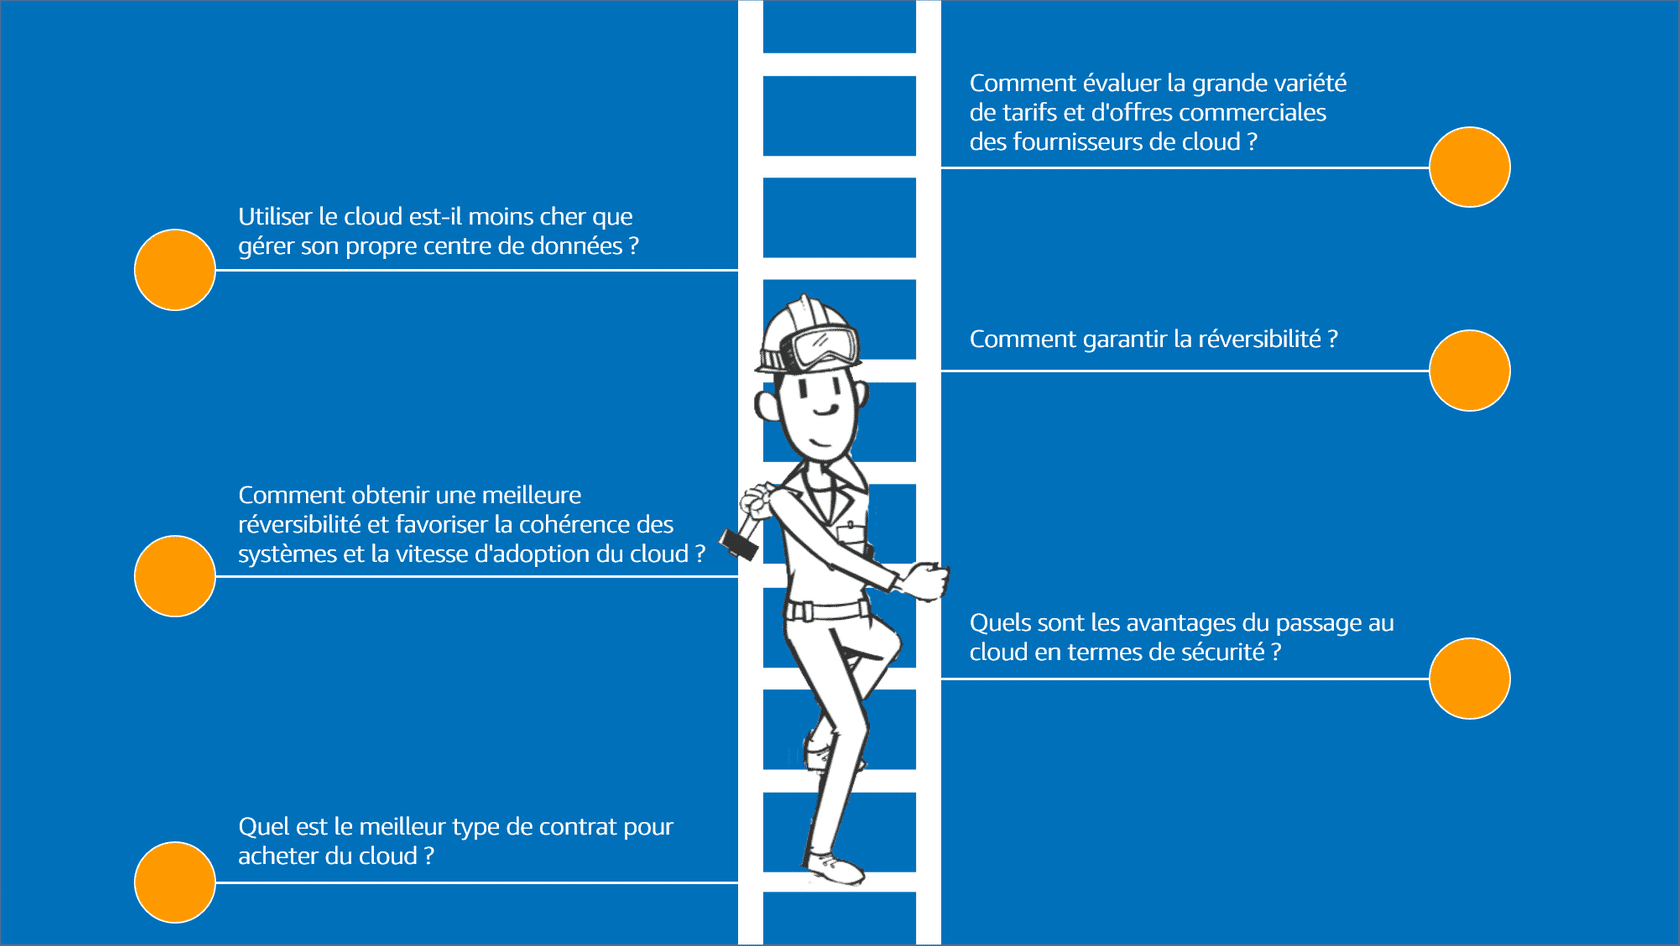 Comment évaluer la grande variété
de tarifs et d'offres commerciales
des fournisseurs de cloud ?
Utiliser le cloud est-il moins cher que
gérer son propre centre de données ?
Comment garantir la réversibilité ?
Comment obtenir une meilleure
réversibilité et favoriser la cohérence des
systèmes et la vitesse d'adoption du cloud ?
Quels sont les avantages du passage au
cloud en termes de sécurité ?
Quel est le meilleur type de contrat pour
acheter du cloud ?